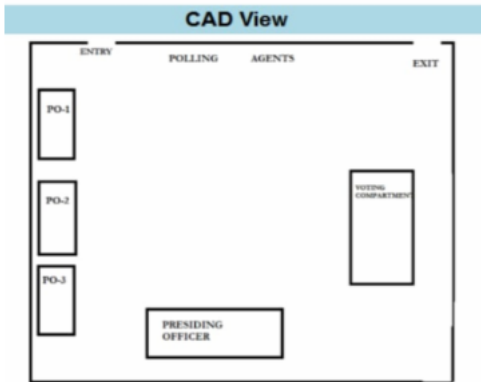 CAD View
ENTRY
POLLING AGENTS
EXIT
PO-1
PO-2
VOTING
COMPARTMENT
PO-3
PRESIDING
OFFICER